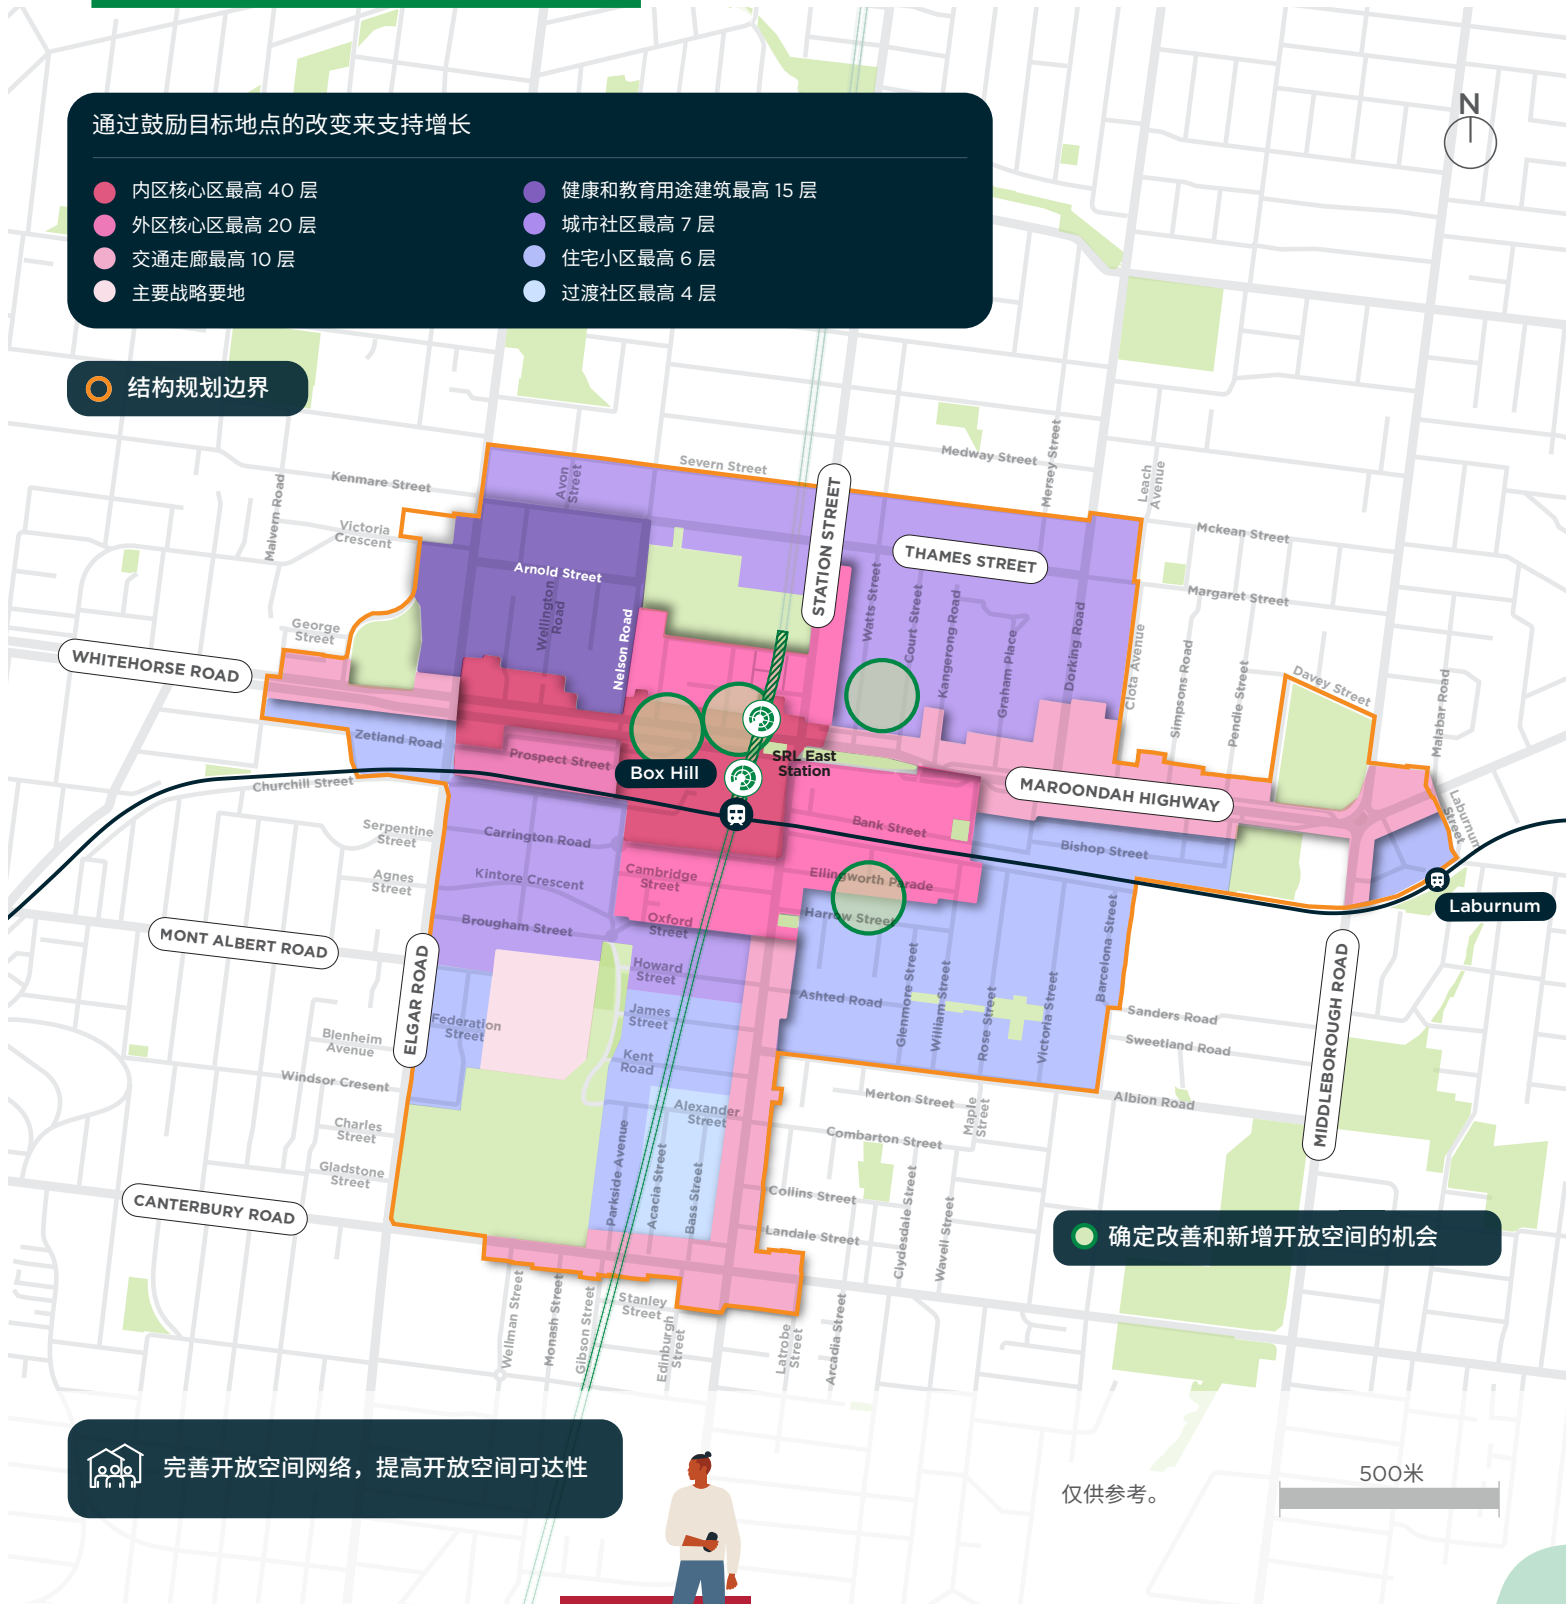 通过鼓励目标地点的改变来支持增长
内区核心区最高 40 层
外区核心区最高 20 层
交通走廊最高 10 层
主要战略要地
健康和教育用途建筑最高 15 层
城市社区最高 7 层
住宅小区最高 6 层
过渡社区最高 4 层
N
结构规划边界
Severn Street
Medway Street
Mersey Street
Leach
Avenue
Kenmare Street
Avon
Street
Malvern Road
Victoria
Crescent
STATION STREET
THAMES STREET
Mckean Street
Arnold Street
Wellington
Road
Nelson Road
Watts Street
Court Street
Kangerong Road
Graham Place
Dorking Road
Margaret Street
George
Street
WHITEHORSE ROAD
Clota Avenue
Simpsons Road
Pendle Street
Davey Street
Malabar Road
Zetland Road
Prospect Street
Box Hill
SRL East
Station
MAROONDAH HIGHWAY
Churchill Street
Laburnum
Street
Serpentine
Street
Carrington Road
Bank Street
Bishop Street
Agnes
Street
Kintore Crescent
Cambridge
Street
Ellingworth Parade
Laburnum
Brougham Street
Oxford
Street
Harrow Street
MONT ALBERT ROAD
ELGAR ROAD
Howard
Street
Glenmore Street
William Street
Rose Street
Victoria Street
Barcelona Street
MIDDLEBOROUGH ROAD
Ashted Road
James
Street
Federation
Street
Sanders Road
Sweetland Road
Blenheim
Avenue
Kent
Road
Windsor Cresent
Merton Street
Maple
Street
Albion Road
Alexander
Street
Charles
Street
Combarton Street
Parkside Avenue
Acacia Street
Bass Street
Gladstone
Street
Collins Street
Clydesdale Street
Wavell Street
CANTERBURY ROAD
Landale Street
确定改善和新增开放空间的机会
Wellman Street
Monash Street
Gibson Street
Stanley
Street
Edinburgh
Street
Latrobe
Street
Arcadia Street
完善开放空间网络，提高开放空间可达性
仅供参考。
500米